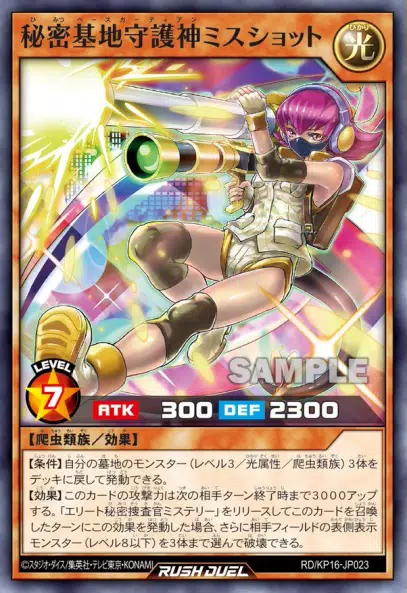 秘密基地守護神ミスショット
光
SAMPLE
LEVEL
7
ATK 300 DEF 2300
【爬虫類族/効果】
【条件】自分の墓地のモンスター(レベル3/光属性/爬虫類族)3体を
デッキに戻して発動できる。
【効果】このカードの攻撃力は次の相手ターン終了時まで3000アップ
する。「エリート秘密捜査官ミステリー」をリリースしてこのカードを召喚
したターンにこの効果を発動した場合、さらに相手フィールドの表側表示
モンスター(レベル8以下)を3体まで選んで破壊できる。
©スタジオ・ダイス/集英社・テレビ東京・KONAMI
RUSH DUEL
RD/KP16-JP023